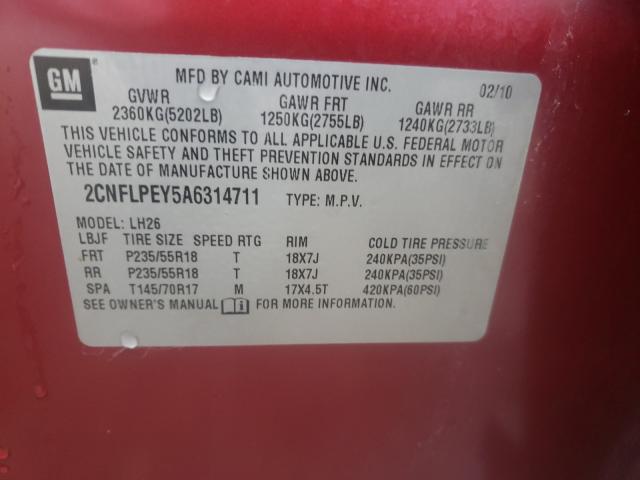 GM ®
MFD BY CAMI AUTOMOTIVE INC. 02/10
GVWR GAWR FRT GAWR RR
2360KG(5202LB) 1250KG(2755LB) 1240KG(2733LB)
THIS VEHICLE CONFORMS TO ALL APPLICABLE U.S. FEDERAL MOTOR
VEHICLE SAFETY AND THEFT PREVENTION STANDARDS IN EFFECT ON
THE DATE OF MANUFACTURE SHOWN ABOVE.
2CNFLPEY5A6314711 TYPE: M.P.V.
MODEL: LH26
LBJF TIRE SIZE SPEED RTG RIM COLD TIRE PRESSURE
FRT P235/55R18 T 18X7J 240KPA(35PSI)
RR P235/55R18 T 18X7J 240KPA(35PSI)
SPA T145/70R17 M 17X4.5T 420KPA(60PSI)
SEE OWNER'S MANUAL FOR MORE INFORMATION.